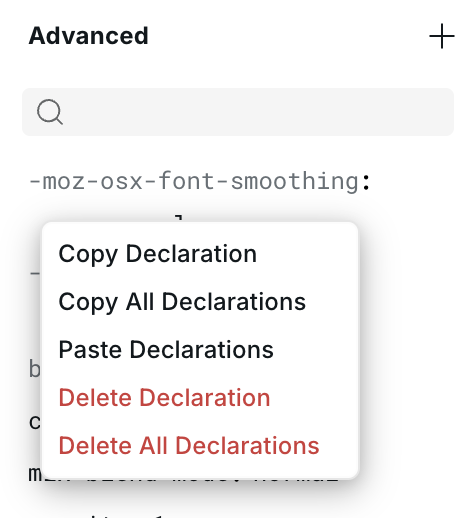 Advanced
-moz-osx-font-smoothing:
Copy Declaration
Copy All Declarations
Paste Declarations
Delete Declaration
Delete All Declarations